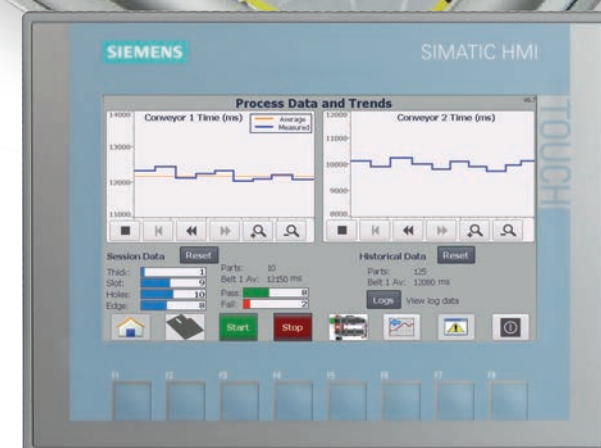 SIEMENS
SIMATIC HMI
TOUCH
Process Data and Trends
14000
Conveyor 1 Time (ms)
Average
Measured
13000
12000
11000
12000
Conveyor 2 Time (ms)
11000
10000
9000
8000
Session Data
Reset
Thick: 1
Slot: 9
Holes: 10
Edge: 8
Parts: 10
Belt 1 Av: 12150 ms
Pass: 8
Fail: 2
Historical Data
Reset
Parts: 125
Belt 1 Av: 12080 ms
Logs
View log data
Start
Stop
F1
F2
F3
F4
F5
F6
F7
F8